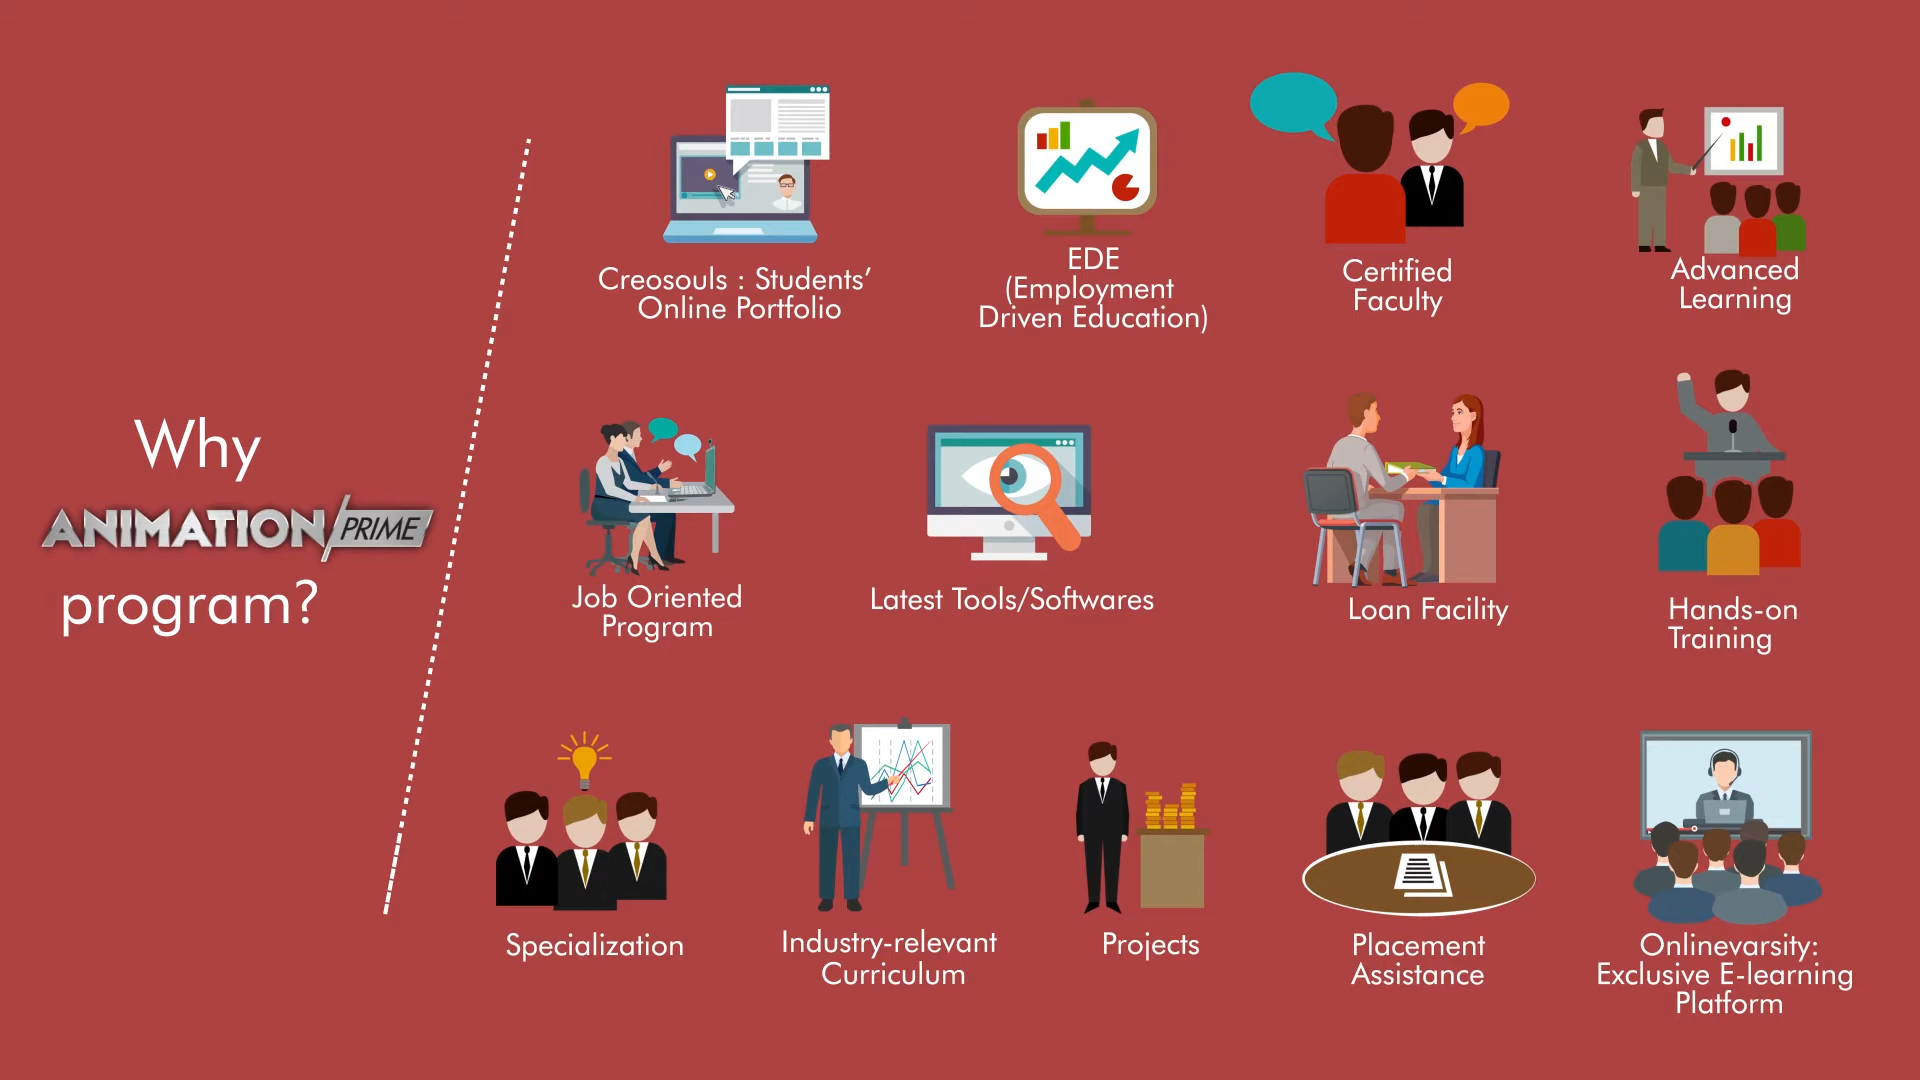 Why
ANIMATION/PRIME
program?
Creosouls : Students’
Online Portfolio
EDE
(Employment
Driven Education)
Certified
Faculty
Advanced
Learning
Job Oriented
Program
Latest Tools/Softwares
Loan Facility
Hands-on
Training
Specialization
Industry-relevant
Curriculum
Projects
Placement
Assistance
Onlinevarsity:
Exclusive E-learning
Platform